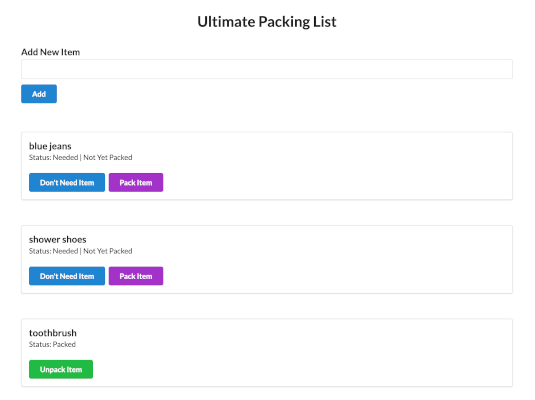 Ultimate Packing List
Add New Item
Add
blue jeans
Status: Needed | Not Yet Packed
Don't Need Item Pack Item
shower shoes
Status: Needed | Not Yet Packed
Don't Need Item Pack Item
toothbrush
Status: Packed
Unpack Item